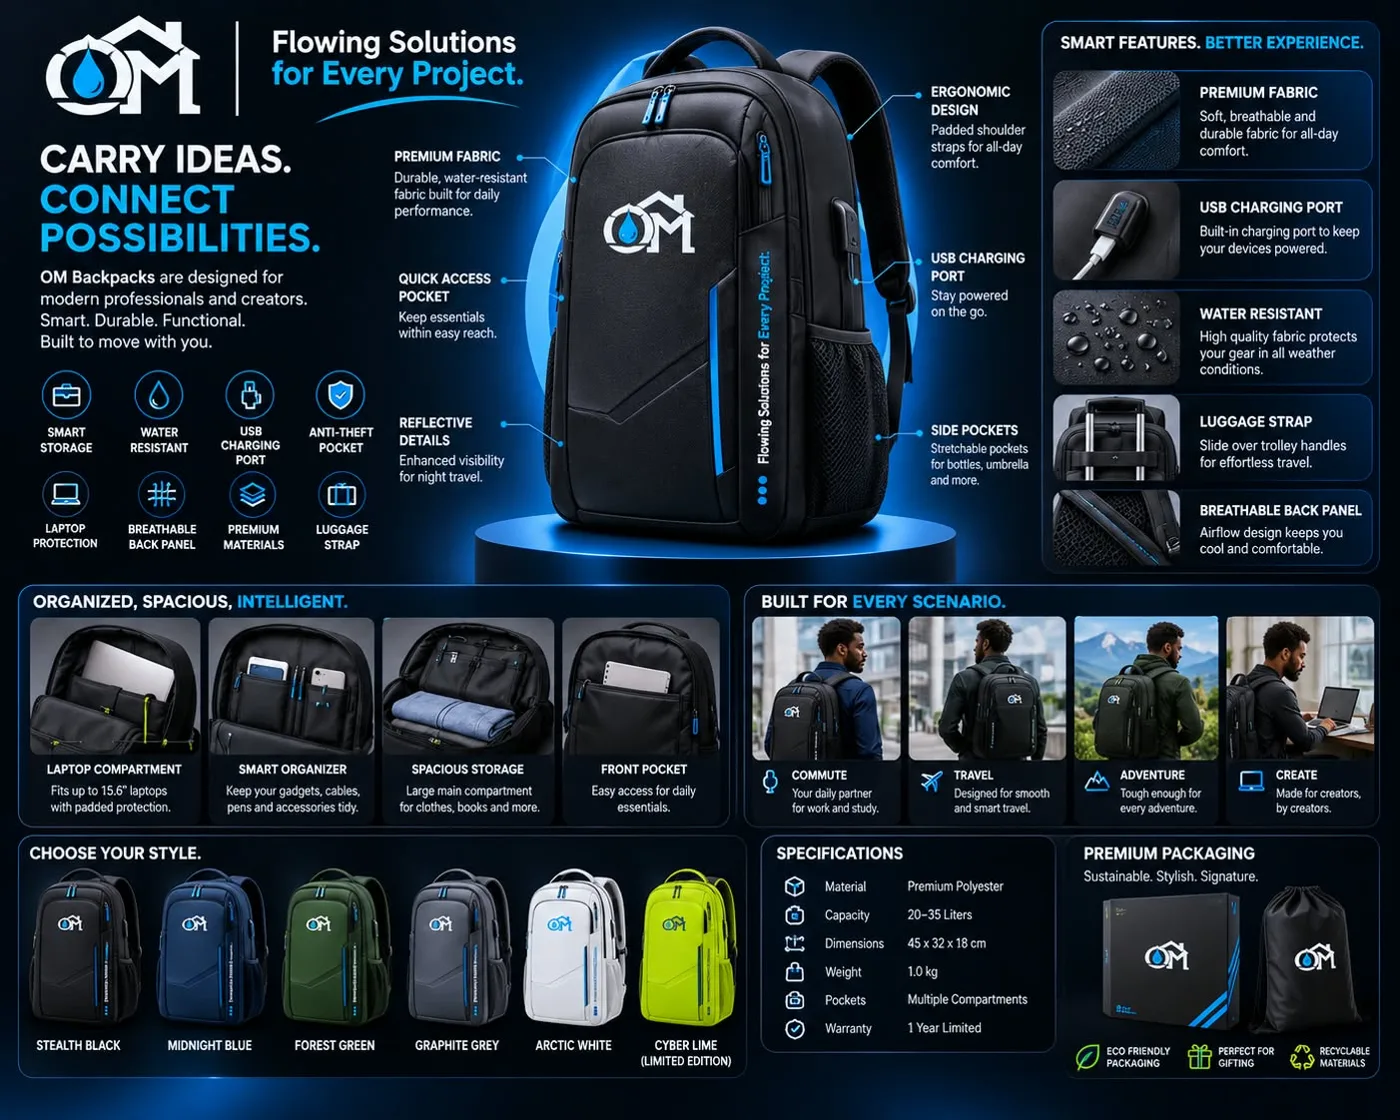 OM
Flowing Solutions
for Every Project.
CARRY IDEAS.
CONNECT
POSSIBILITIES.
OM Backpacks are designed for
modern professionals and creators.
Smart. Durable. Functional.
Built to move with you.
SMART
STORAGE
WATER
RESISTANT
USB
CHARGING
PORT
ANTI-THEFT
POCKET
LAPTOP
PROTECTION
BREATHABLE
BACK PANEL
PREMIUM
MATERIALS
LUGGAGE
STRAP
PREMIUM FABRIC
Durable, water-resistant
fabric built for daily
performance.
QUICK ACCESS
POCKET
Keep essentials
within easy reach.
REFLECTIVE
DETAILS
Enhanced visibility
for night travel.
OM
Flowing Solutions for Every Project.
ERGONOMIC
DESIGN
Padded shoulder
straps for all-day
comfort.
USB CHARGING
PORT
Stay powered
on the go.
SIDE POCKETS
Stretchable pockets
for bottles, umbrella
and more.
SMART FEATURES. BETTER EXPERIENCE.
PREMIUM FABRIC
Soft, breathable and
durable fabric for all-day
comfort.
USB CHARGING PORT
Built-in charging port to keep
your devices powered.
WATER RESISTANT
High quality fabric protects
your gear in all weather
conditions.
LUGGAGE STRAP
Slide over trolley handles
for effortless travel.
BREATHABLE BACK PANEL
Airflow design keeps you
cool and comfortable.
ORGANIZED, SPACIOUS, INTELLIGENT.
LAPTOP COMPARTMENT
Fits up to 15.6" laptops
with padded protection.
SMART ORGANIZER
Keep your gadgets, cables,
pens and accessories tidy.
SPACIOUS STORAGE
Large main compartment
for clothes, books and more.
FRONT POCKET
Easy access for daily
essentials.
BUILT FOR EVERY SCENARIO.
OM
OM
OM
COMMUTE
Your daily partner
for work and study.
TRAVEL
Designed for smooth
and smart travel.
ADVENTURE
Tough enough for
every adventure.
CREATE
Made for creators,
by creators.
CHOOSE YOUR STYLE.
OM
OM
OM
OM
OM
OM
STEALTH BLACK
MIDNIGHT BLUE
FOREST GREEN
GRAPHITE GREY
ARCTIC WHITE
CYBER LIME
(LIMITED EDITION)
SPECIFICATIONS
Material Premium Polyester
Capacity 20–35 Liters
Dimensions 45 x 32 x 18 cm
Weight 1.0 kg
Pockets Multiple Compartments
Warranty 1 Year Limited
PREMIUM PACKAGING
Sustainable. Stylish. Signature.
OM
OM
ECO FRIENDLY
PACKAGING
PERFECT FOR
GIFTING
RECYCLABLE
MATERIALS